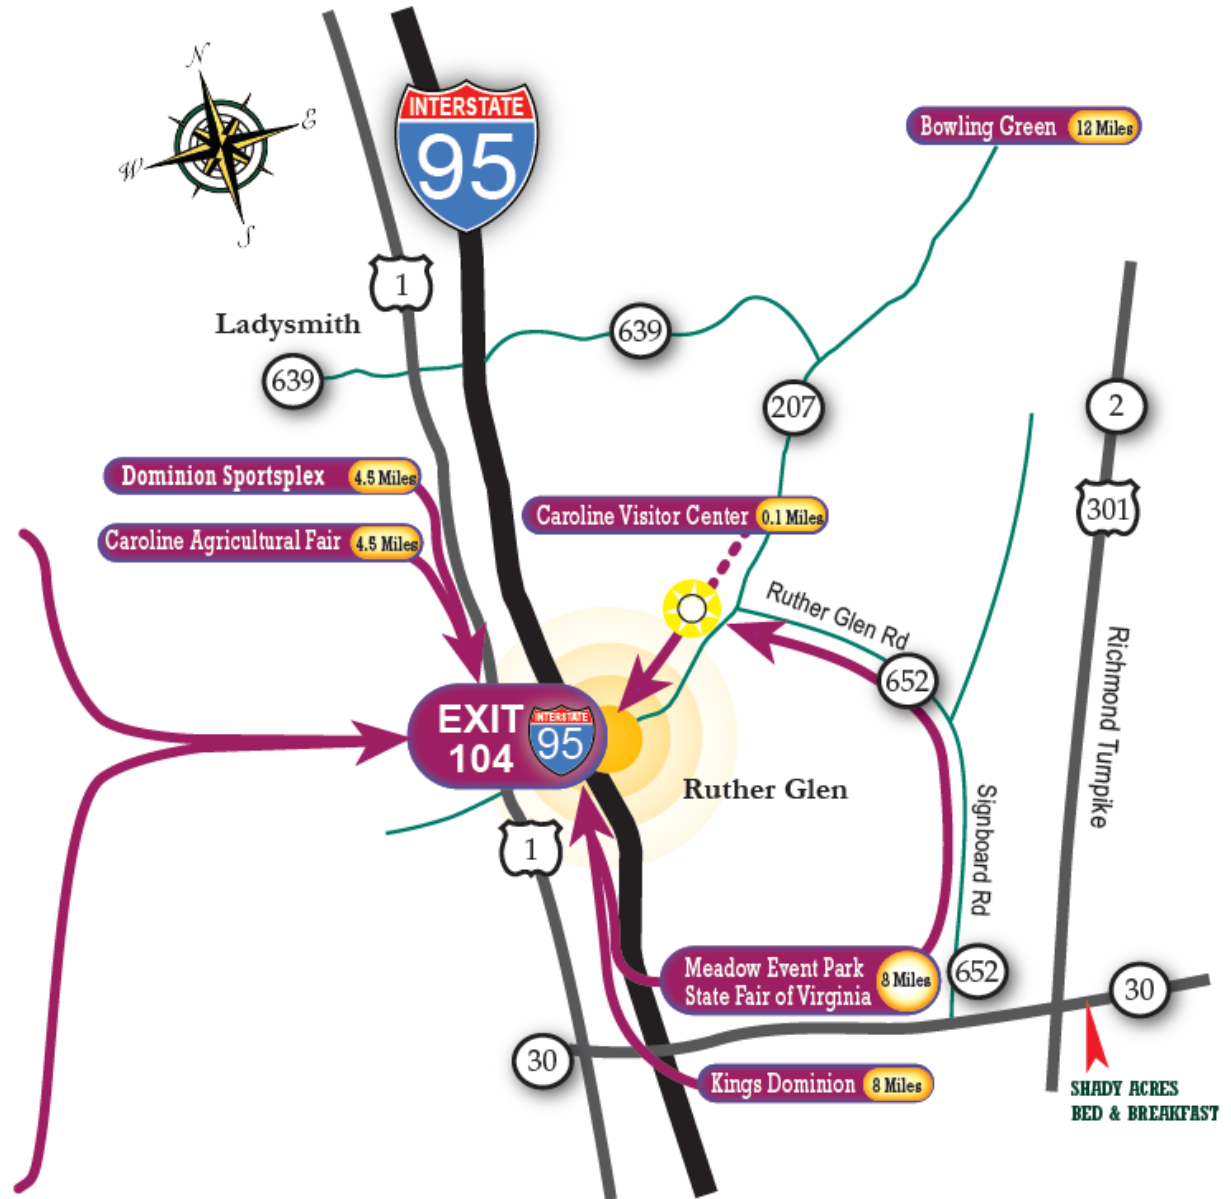 N
E
W
S
INTERSTATE
95
Bowling Green 12 Miles
1
Ladysmith
639
639
207
2
301
Dominion Sportsplex 4.5 Miles
Caroline Agricultural Fair 4.5 Miles
Caroline Visitor Center 0.1 Miles
Ruther Glen Rd
652
Richmond Turnpike
EXIT
104
INTERSTATE
95
Ruther Glen
Signboard Rd
1
Meadow Event Park
State Fair of Virginia
8 Miles
652
30
30
Kings Dominion 8 Miles
SHADY ACRES
BED & BREAKFAST